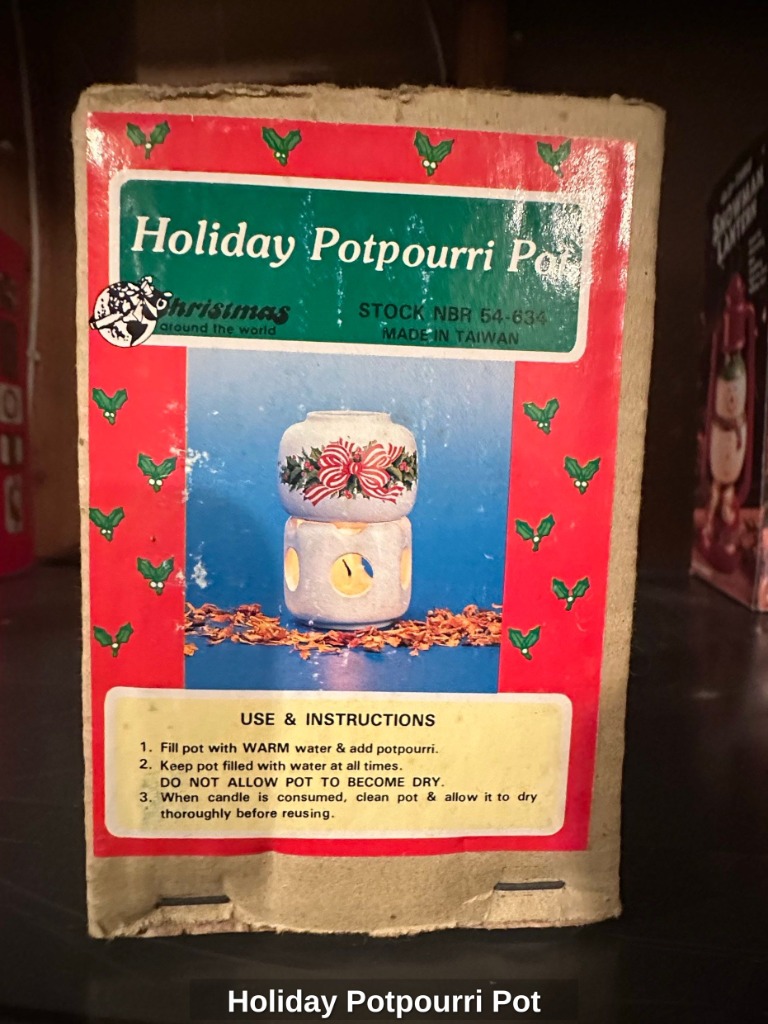 Holiday Potpourri Pot
Christmas
around the world
STOCK NBR 54-634
MADE IN TAIWAN
SNOWMAN
LANTERN
USE & INSTRUCTIONS
1. Fill pot with WARM water & add potpourri.
2. Keep pot filled with water at all times.
DO NOT ALLOW POT TO BECOME DRY.
3. When candle is consumed, clean pot & allow it to dry
thoroughly before reusing.
Holiday Potpourri Pot